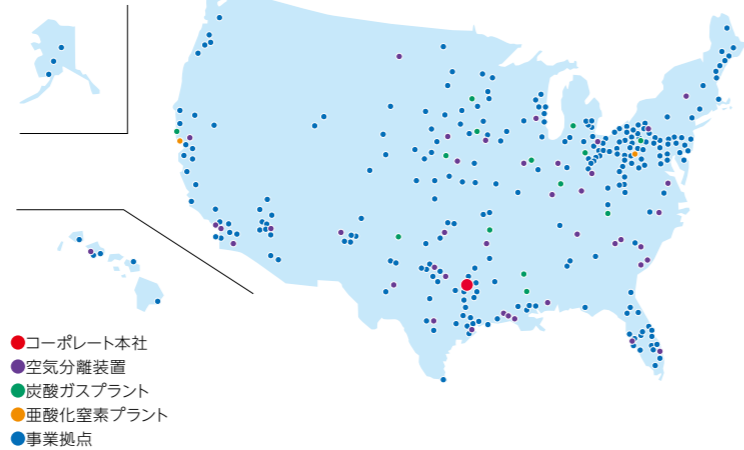 コーポレート本社
空気分離装置
炭酸ガスプラント
亜酸化窒素プラント
事業拠点